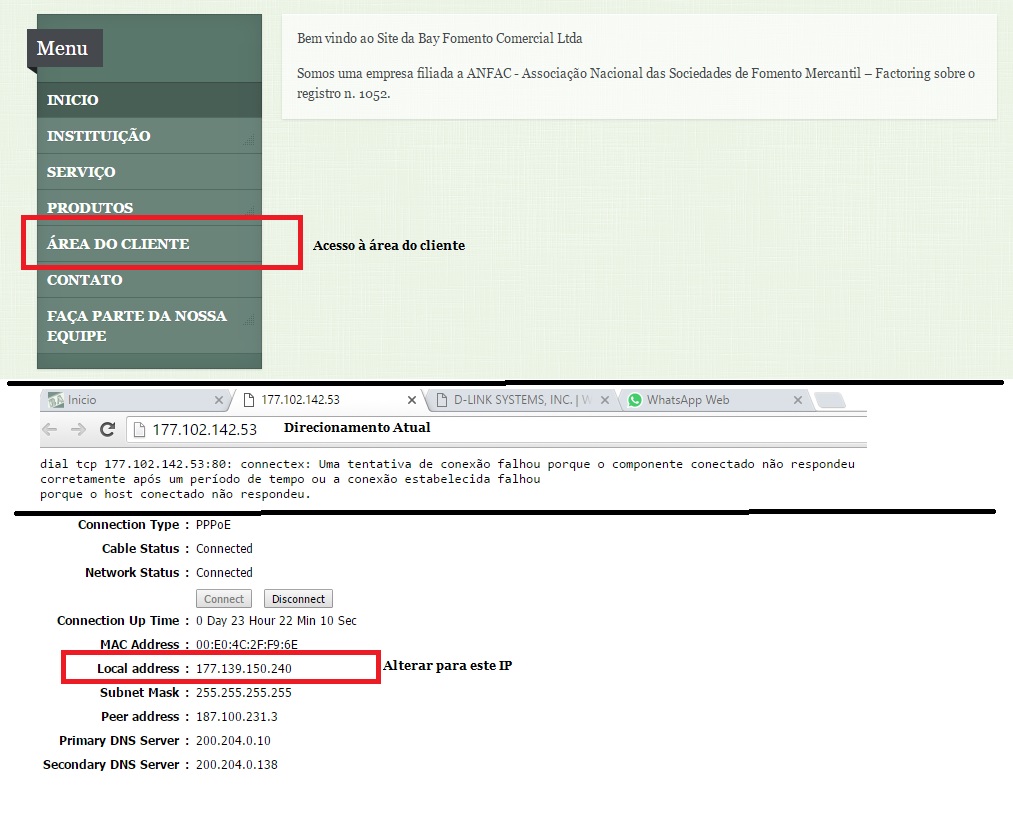 Menu
INICIO
INSTITUIÇÃO
SERVIÇO
PRODUTOS
ÁREA DO CLIENTE
CONTATO
FAÇA PARTE DA NOSSA
EQUIPE
Bem vindo ao Site da Bay Fomento Comercial Ltda
Somos uma empresa filiada a ANFAC - Associação Nacional das Sociedades de Fomento Mercantil – Factoring sobre o
registro n. 1052.
Acesso à área do cliente
Inicio
177.102.142.53
D-LINK SYSTEMS, INC. | W
WhatsApp Web
177.102.142.53
Direcionamento Atual
dial tcp 177.102.142.53:80: connectex: Uma tentativa de conexão falhou porque o componente conectado não respondeu
corretamente após um período de tempo ou a conexão estabelecida falhou
porque o host conectado não respondeu.
Connection Type : PPPoE
Cable Status : Connected
Network Status : Connected
Connect Disconnect
Connection Up Time : 0 Day 23 Hour 22 Min 10 Sec
MAC Address : 00:E0:4C:2F:F9:6E
Local address : 177.139.150.240
Alterar para este IP
Subnet Mask : 255.255.255.255
Peer address : 187.100.231.3
Primary DNS Server : 200.204.0.10
Secondary DNS Server : 200.204.0.138